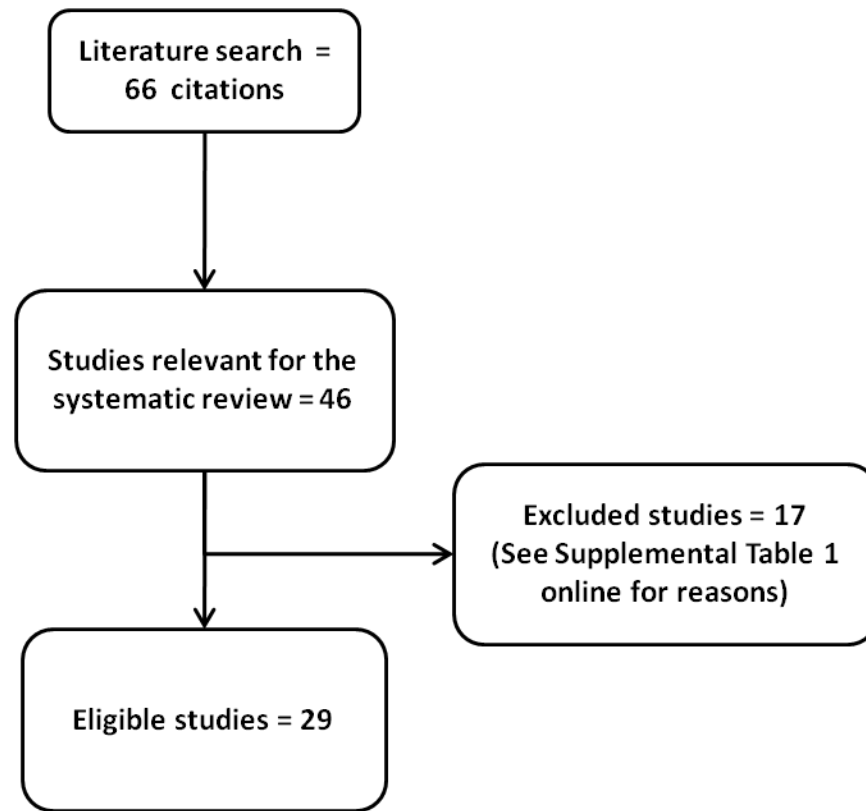 Literature search =
66 citations
Studies relevant for the
systematic review = 46
Excluded studies = 17
(See Supplemental Table 1
online for reasons)
Eligible studies = 29